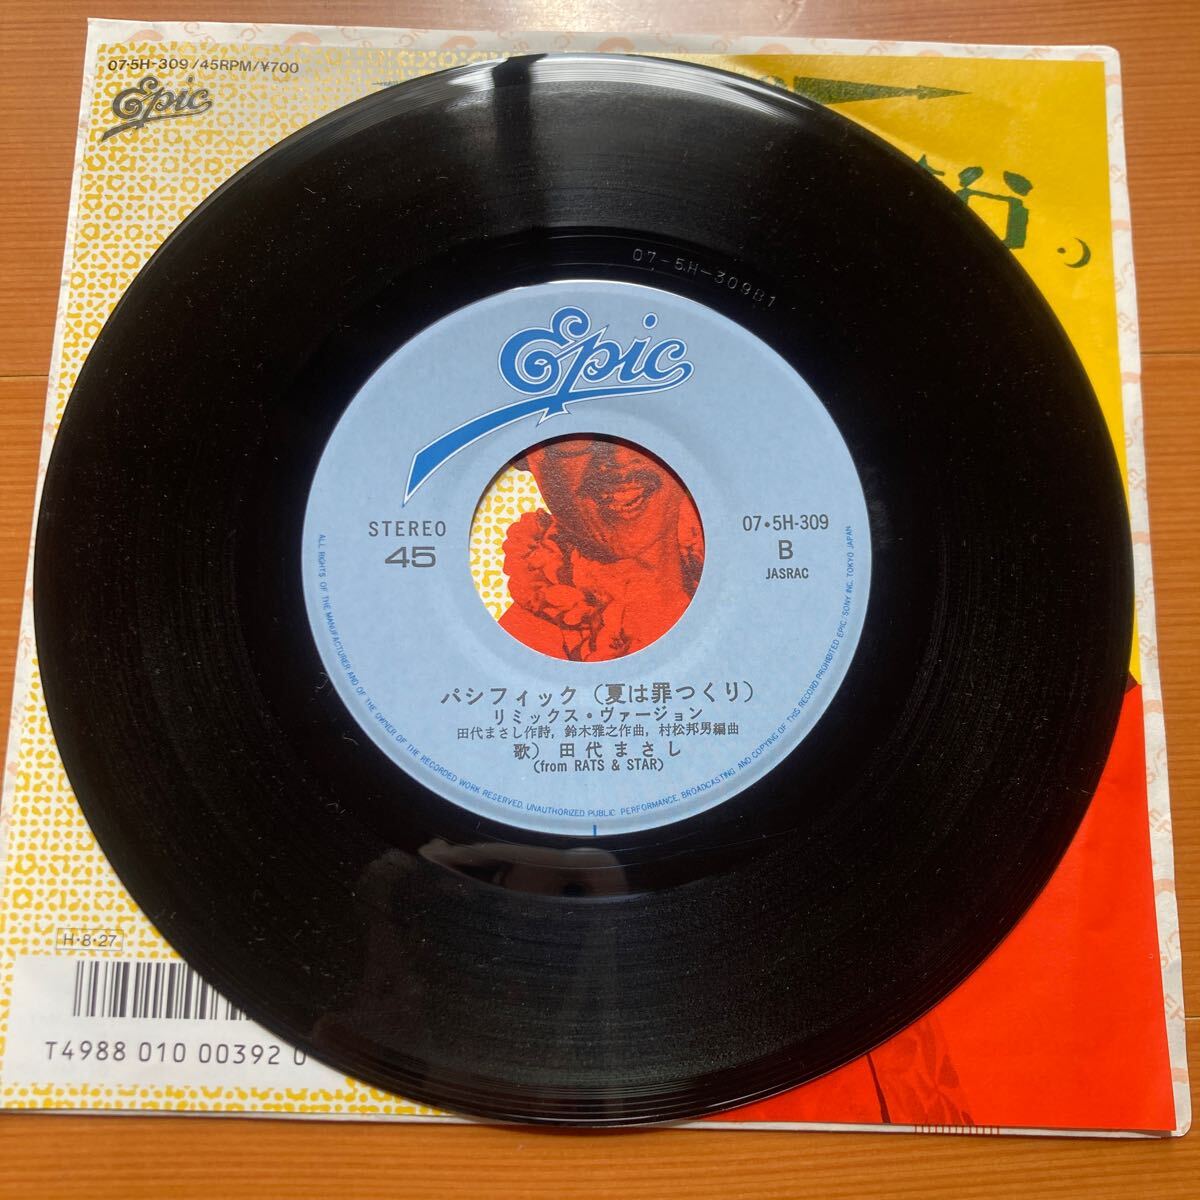 07・5H-309/45RPM/¥700
Epic
07-5H-309B1
Epic
STEREO
45
07・5H-309
B
JASRAC
パシフィック（夏は罪つくり）
リミックス・ヴァージョン
田代まさし作詩，鈴木雅之作曲，村松邦男編曲
歌）田代まさし
(from RATS & STAR)
ALL RIGHTS OF THE MANUFACTURER AND OF THE OWNER OF THE RECORDED WORK RESERVED. UNAUTHORIZED PUBLIC PERFORMANCE, BROADCASTING AND COPYING OF THIS RECORD PROHIBITED EPIC/SONY INC. TOKYO JAPAN
H・8・27
T4988 010 00392 0